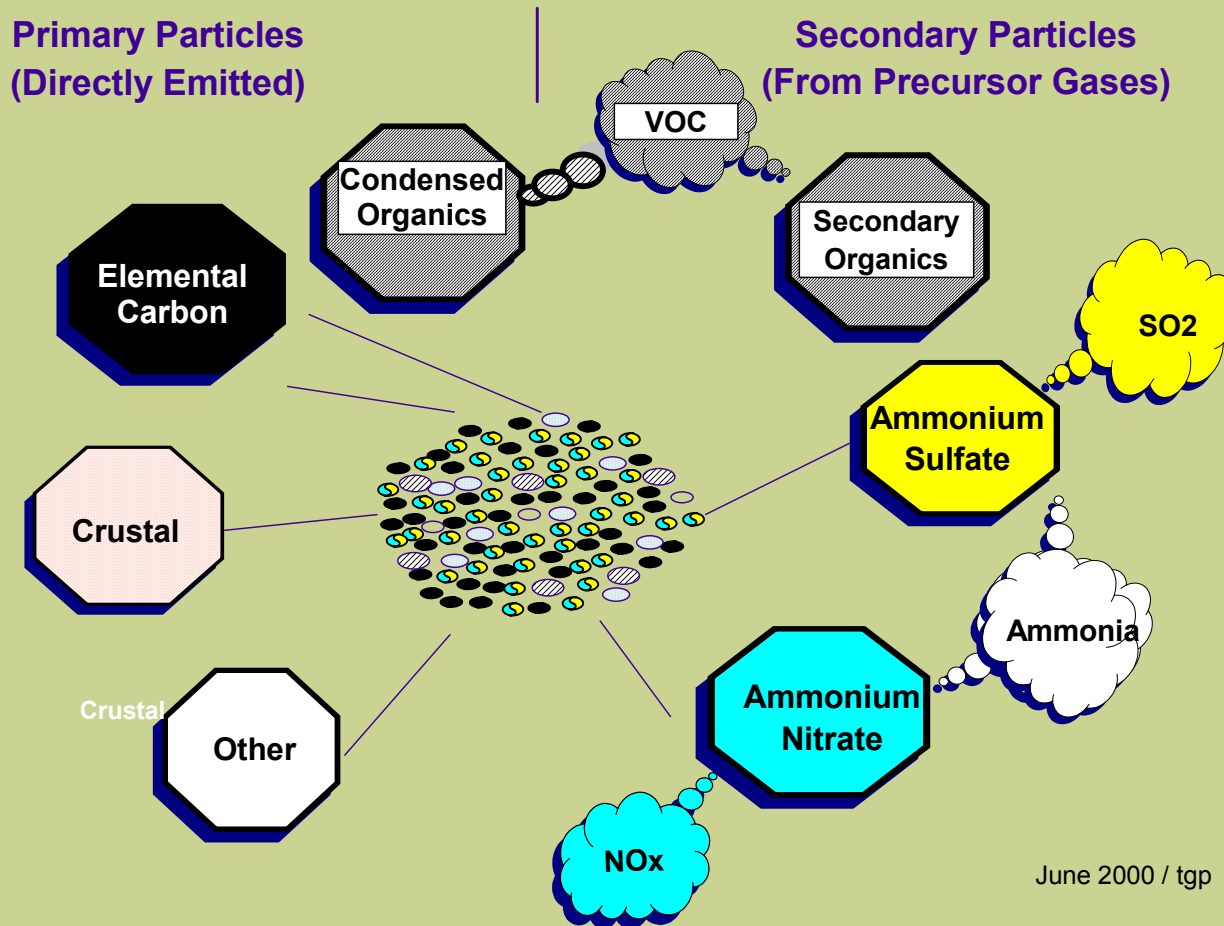 Primary Particles
(Directly Emitted)
Secondary Particles
(From Precursor Gases)
VOC
Condensed
Organics
Secondary
Organics
Elemental
Carbon
SO2
Ammonium
Sulfate
Crustal
Ammonia
Ammonium
Nitrate
Crustal
Other
NOx
June 2000 / tgp